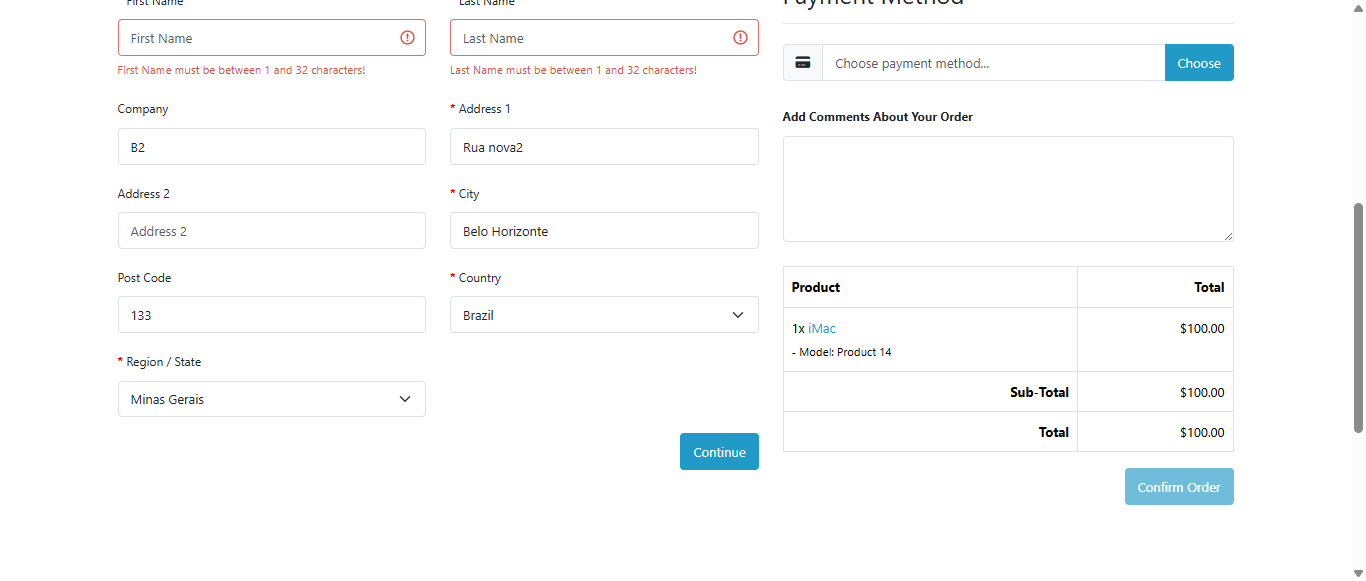 First Name
Last Name
First Name
Last Name
First Name must be between 1 and 32 characters!
Last Name must be between 1 and 32 characters!
Company
* Address 1
B2
Rua nova2
Address 2
* City
Address 2
Belo Horizonte
Post Code
* Country
133
Brazil
* Region / State
Minas Gerais
Continue
Payment Method
Choose payment method...
Choose
Add Comments About Your Order
Product Total
1x iMac $100.00
- Model: Product 14
Sub-Total $100.00
Total $100.00
Confirm Order